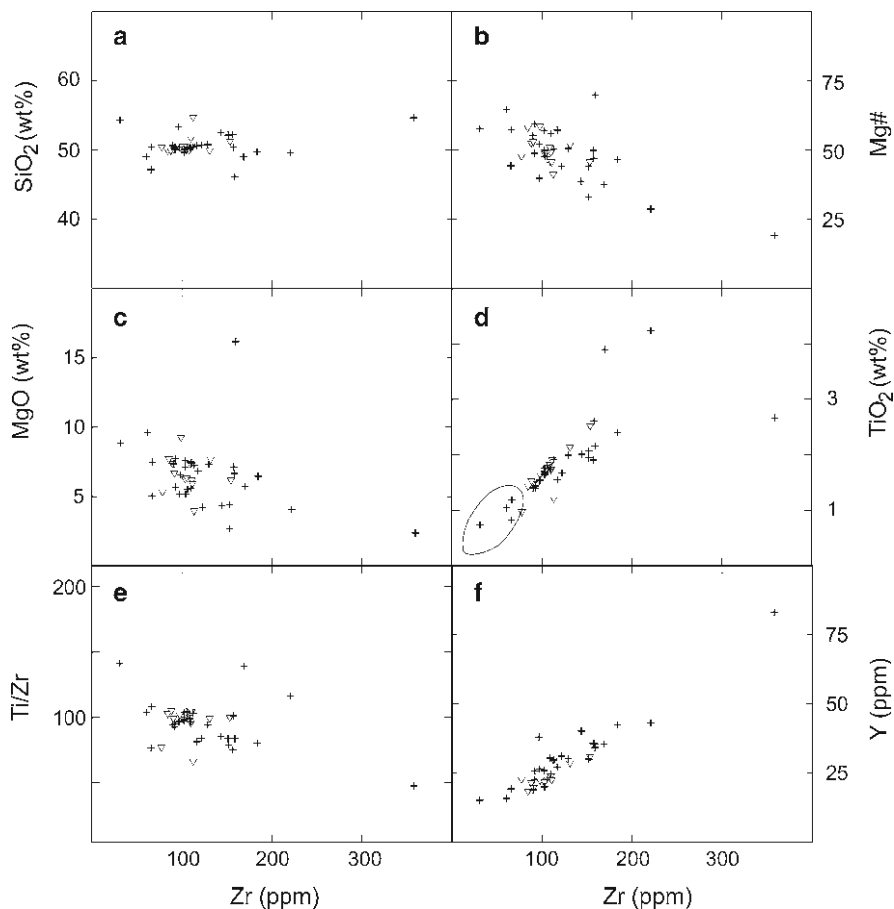 a
b
60
50
40
SiO2 (wt%)
75
50
25
Mg#
c
d
15
10
5
MgO (wt%)
3
1
TiO2 (wt%)
e
f
200
100
Ti/Zr
75
50
25
Y (ppm)
100 200 300
100 200 300
Zr (ppm)
Zr (ppm)